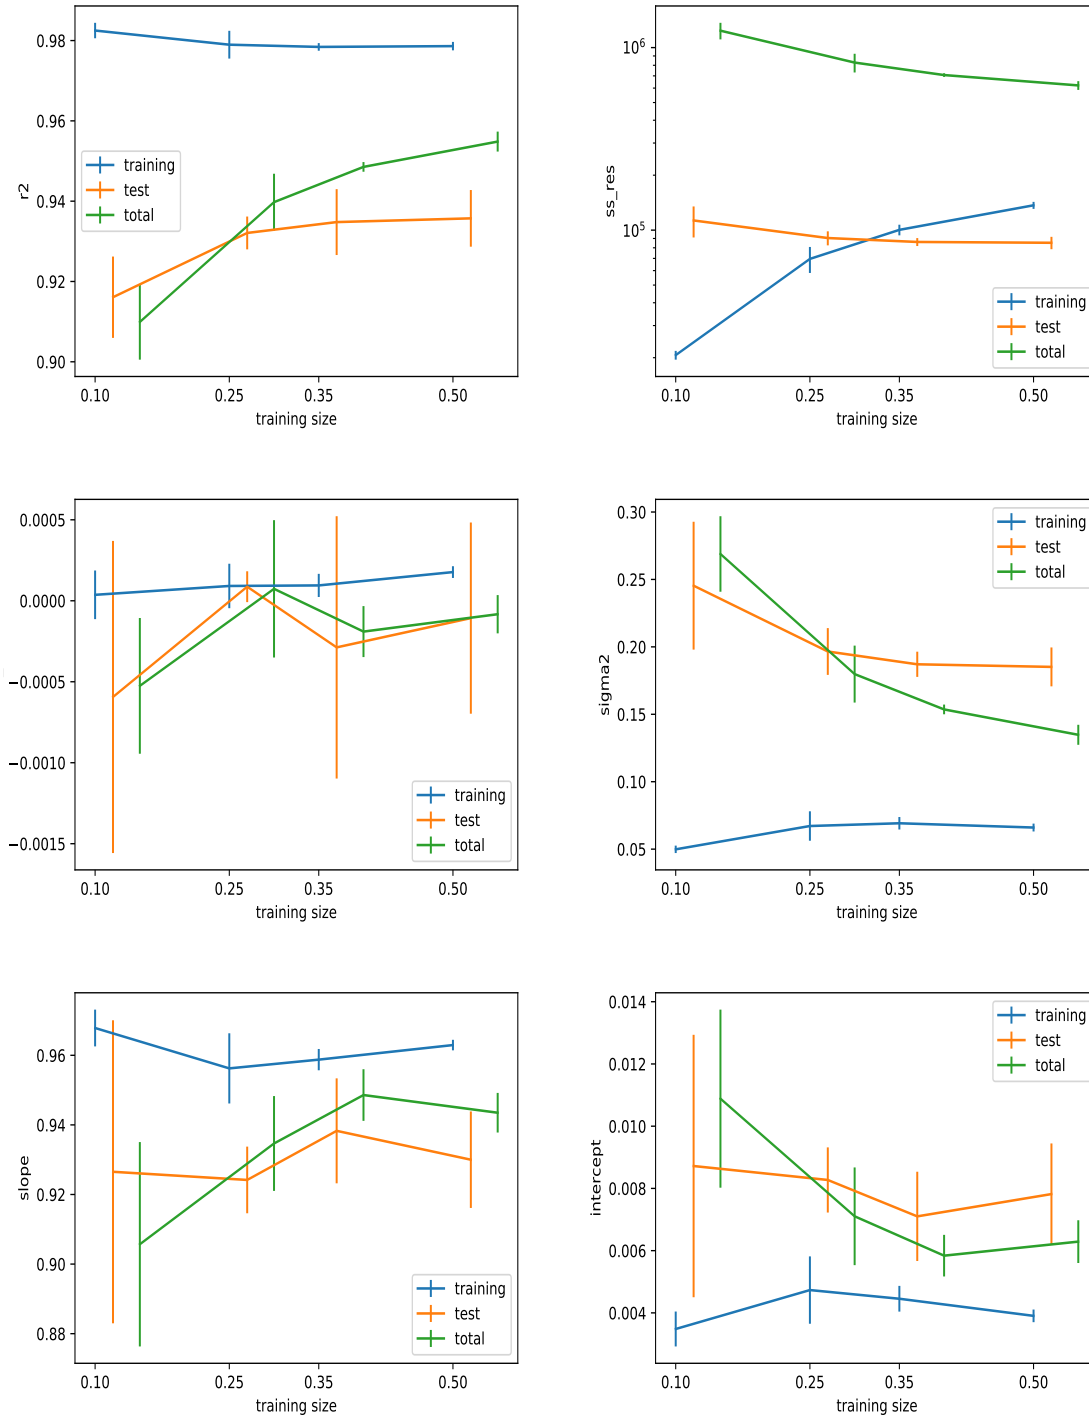 0.98
0.96
0.94
0.92
0.90
r2
training
test
total
0.10 0.25 0.35 0.50
training size
10^6
10^5
ss_res
training
test
total
0.10 0.25 0.35 0.50
training size
0.0005
0.0000
−0.0005
−0.0010
−0.0015
training
test
total
0.10 0.25 0.35 0.50
training size
0.30
0.25
0.20
0.15
0.10
0.05
sigma2
training
test
total
0.10 0.25 0.35 0.50
training size
0.96
0.94
0.92
0.90
0.88
slope
training
test
total
0.10 0.25 0.35 0.50
training size
0.014
0.012
0.010
0.008
0.006
0.004
intercept
training
test
total
0.10 0.25 0.35 0.50
training size